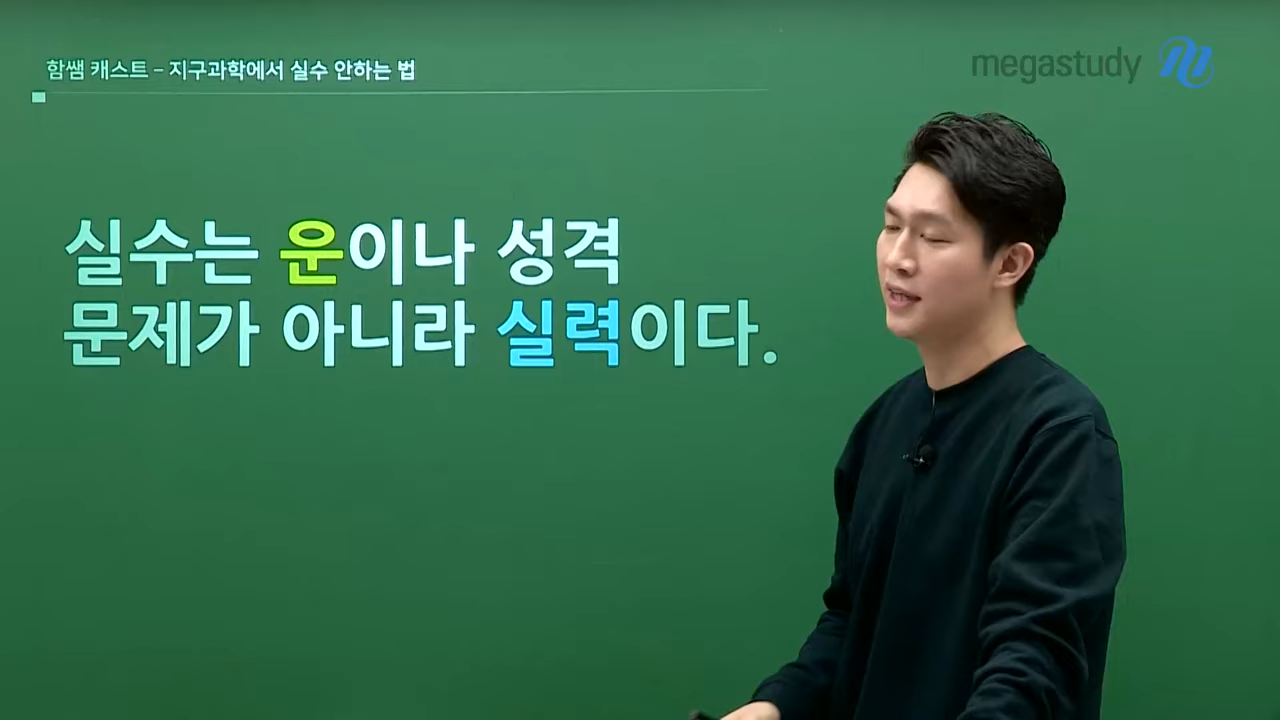 함쌤 캐스트 – 지구과학에서 실수 안하는 법
megastudy
실수는 운이나 성격
문제가 아니라 실력이다.